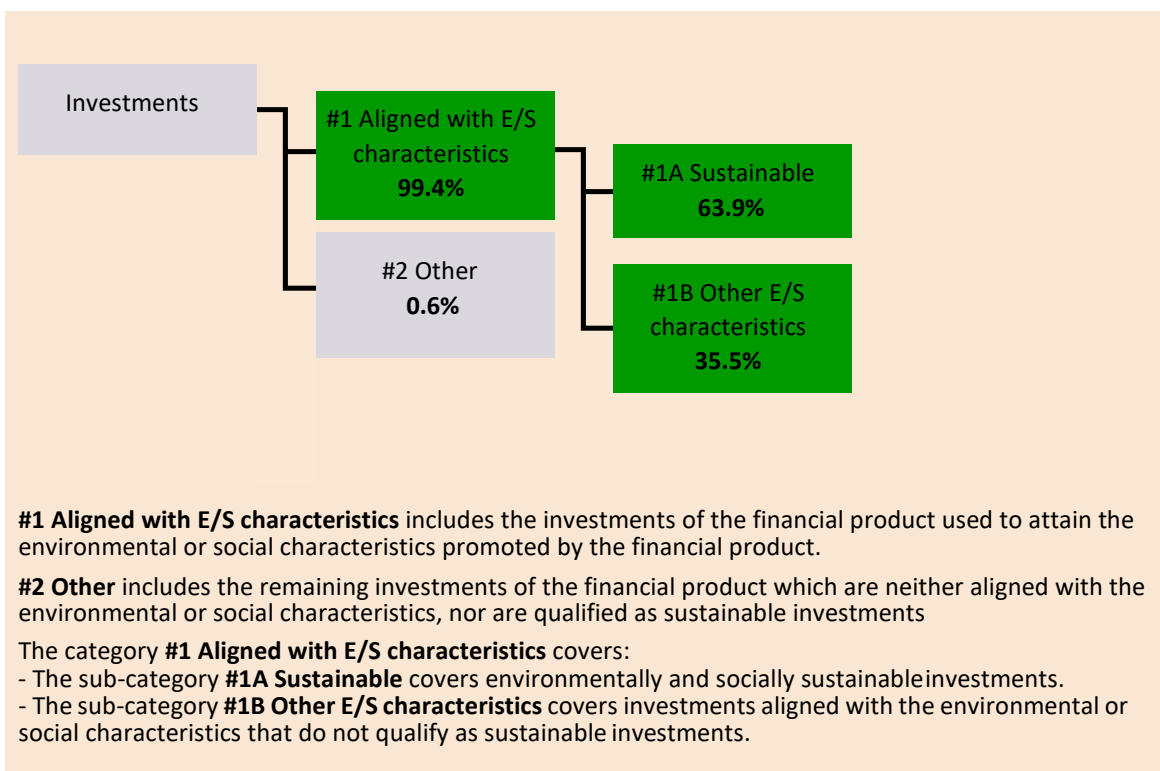 Investments
#1 Aligned with E/S
characteristics
99.4%
#2 Other
0.6%
#1A Sustainable
63.9%
#1B Other E/S
characteristics
35.5%
#1 Aligned with E/S characteristics includes the investments of the financial product used to attain the
environmental or social characteristics promoted by the financial product.
#2 Other includes the remaining investments of the financial product which are neither aligned with the
environmental or social characteristics, nor are qualified as sustainable investments
The category #1 Aligned with E/S characteristics covers:
- The sub-category #1A Sustainable covers environmentally and socially sustainable investments.
- The sub-category #1B Other E/S characteristics covers investments aligned with the environmental or
social characteristics that do not qualify as sustainable investments.